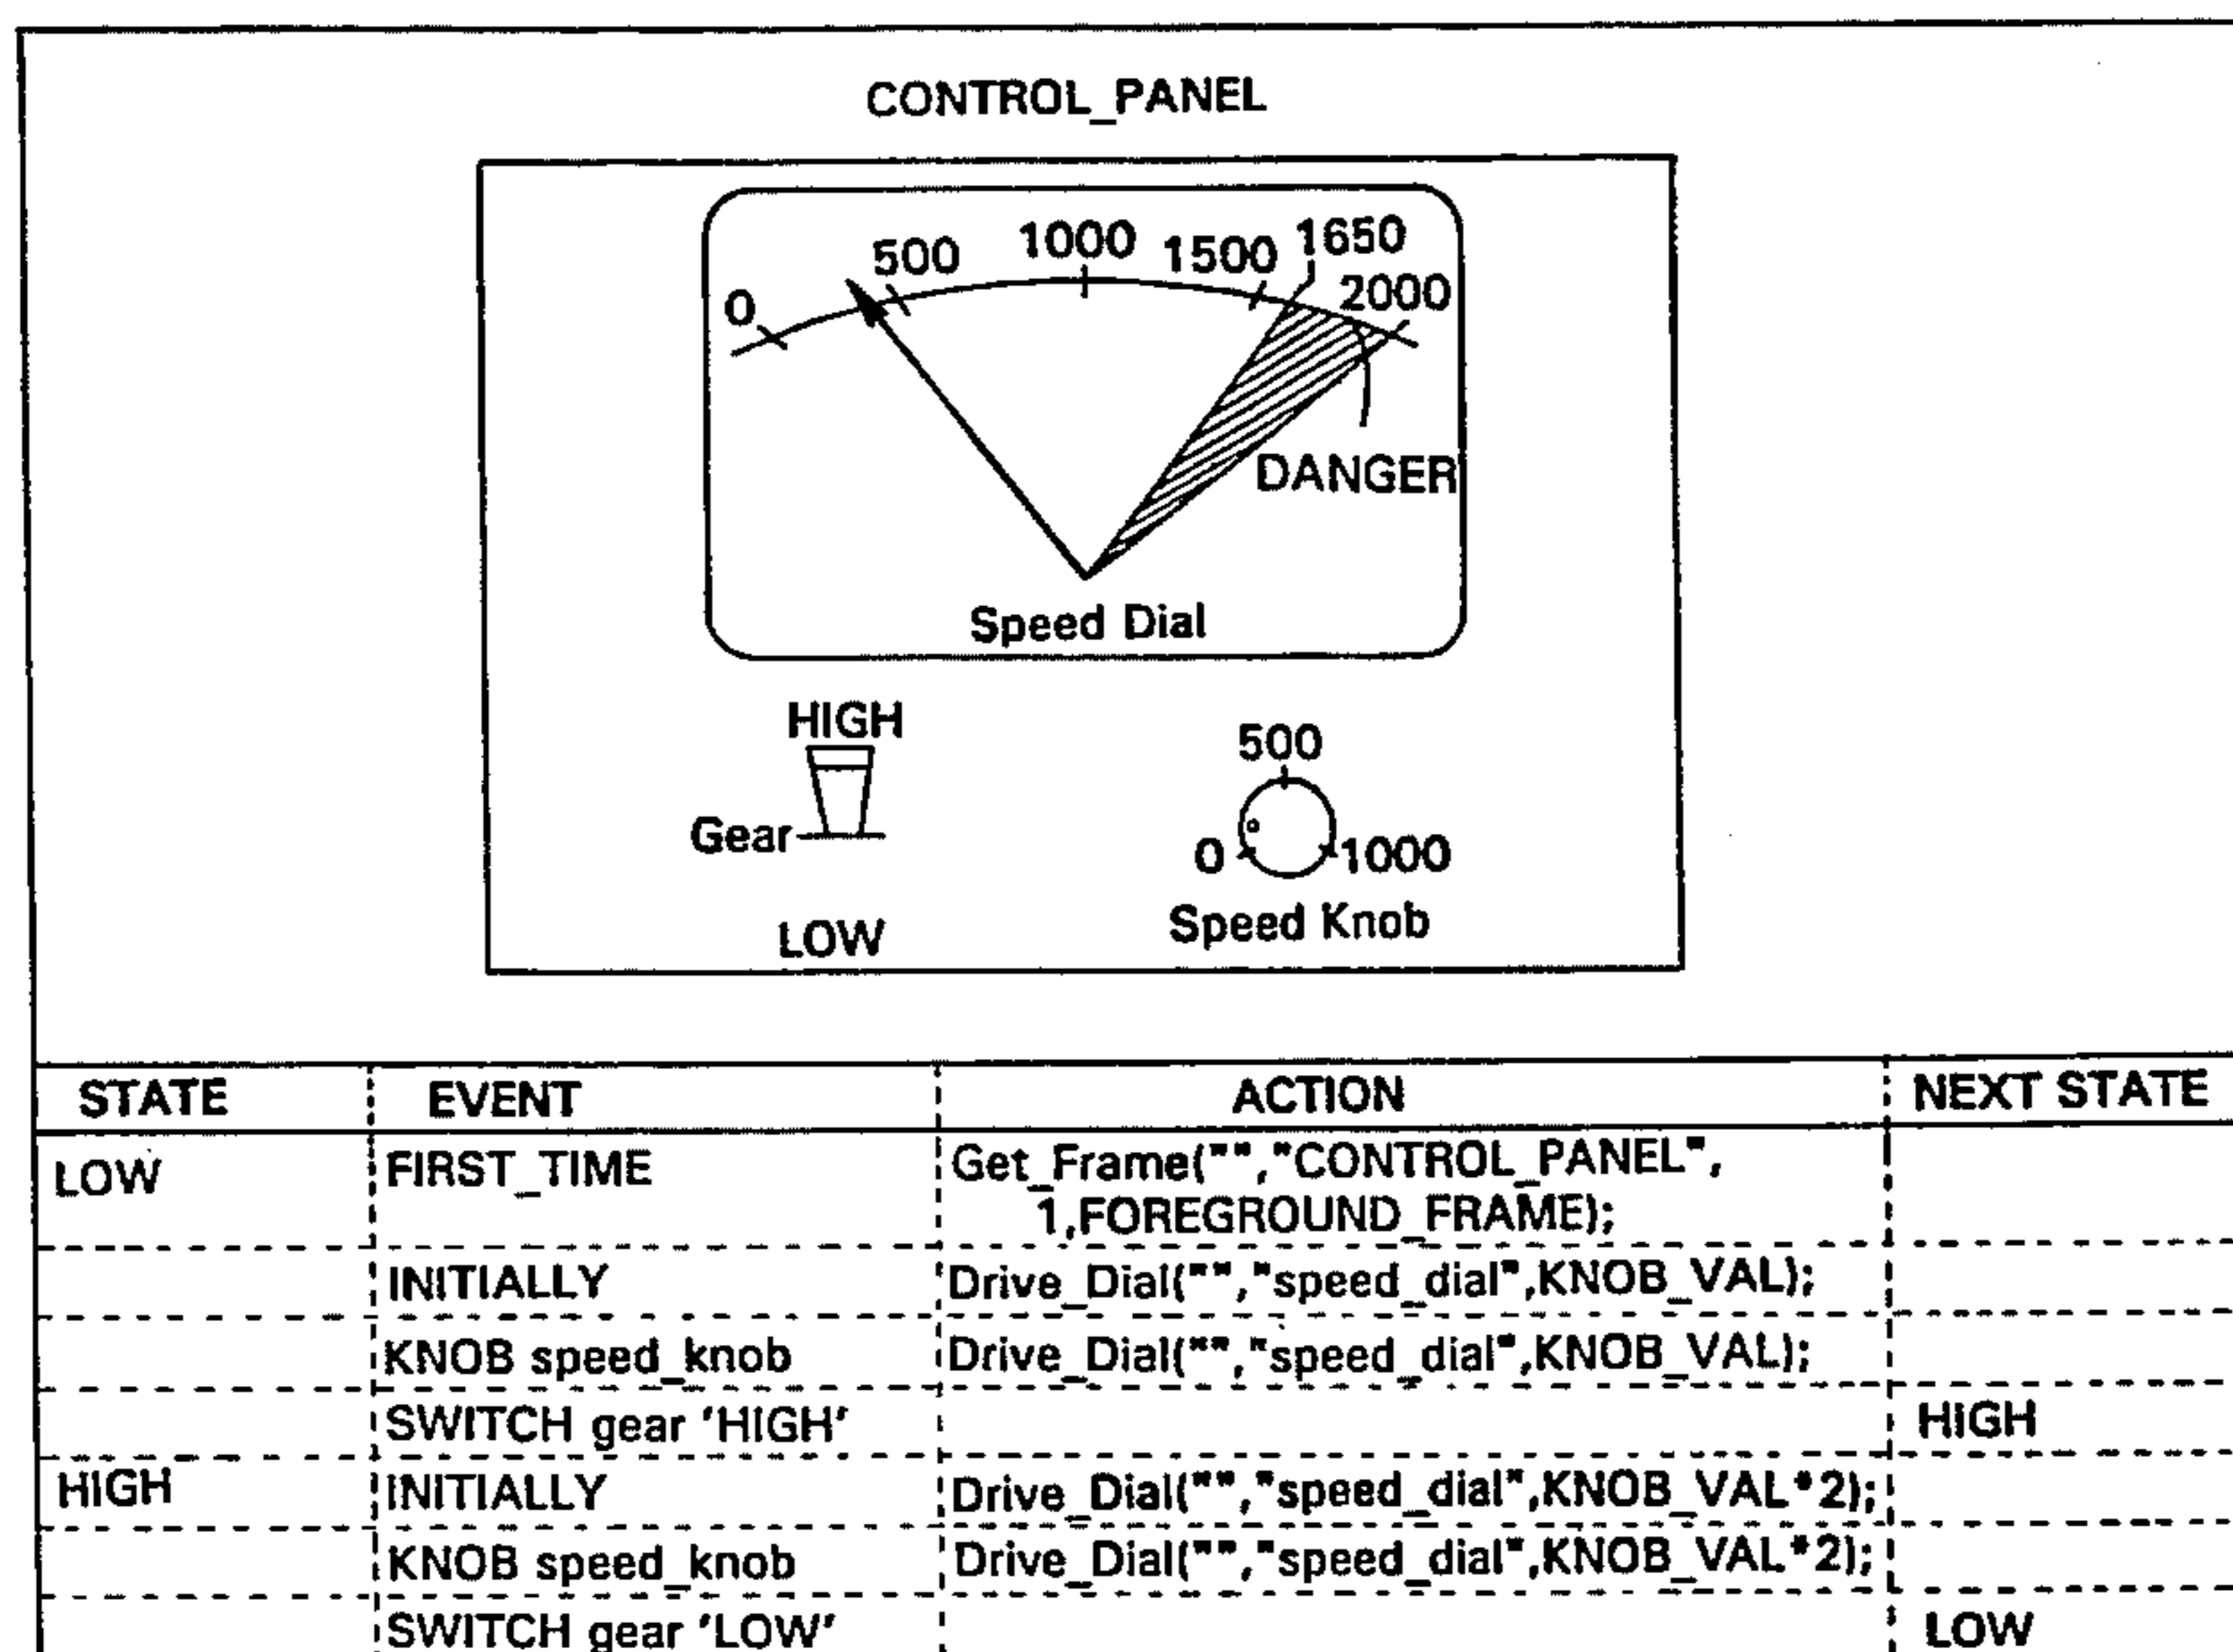 CONTROL_PANEL
0 500 1000 1500 1650 2000
DANGER
Speed Dial
HIGH
Gear
LOW
500
0 1000
Speed Knob
STATE EVENT ACTION NEXT STATE
LOW FIRST_TIME Get_Frame("","CONTROL_PANEL",
1,FOREGROUND_FRAME);
INITIALLY Drive_Dial("","speed_dial",KNOB_VAL);
KNOB speed_knob Drive_Dial("","speed_dial",KNOB_VAL);
SWITCH gear 'HIGH' HIGH
HIGH INITIALLY Drive_Dial("","speed_dial",KNOB_VAL*2);
KNOB speed_knob Drive_Dial("","speed_dial",KNOB_VAL*2);
SWITCH gear 'LOW' LOW